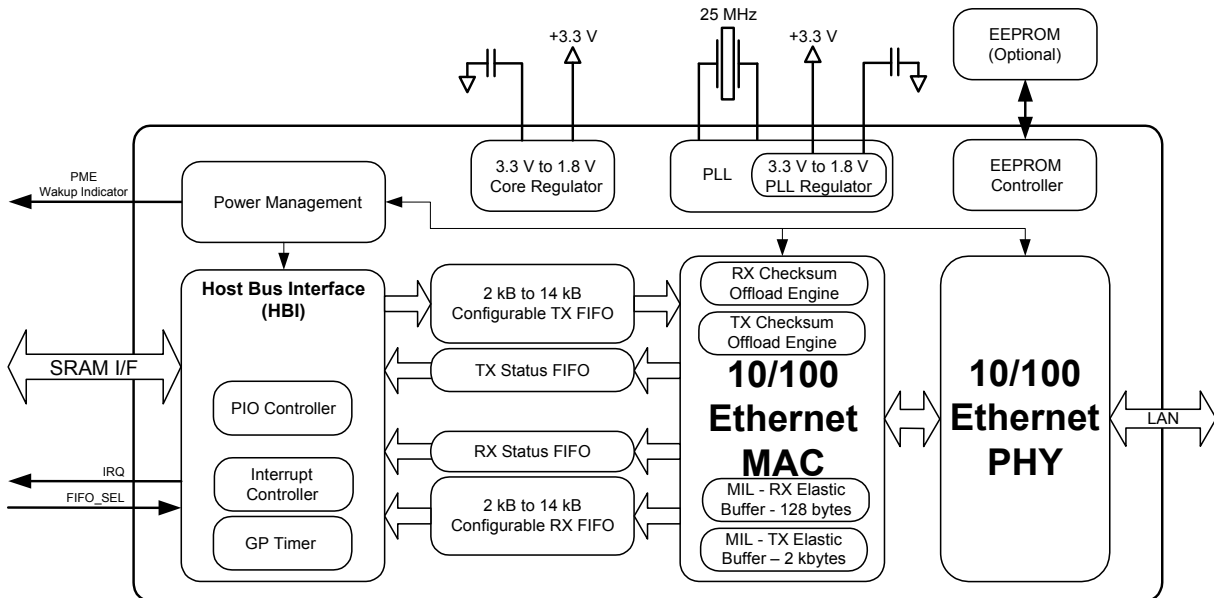 25 MHz
+3.3 V
+3.3 V
EEPROM
(Optional)
3.3 V to 1.8 V
Core Regulator
PLL
3.3 V to 1.8 V
PLL Regulator
EEPROM
Controller
PME
Wakup Indicator
Power Management
Host Bus Interface
(HBI)
2 kB to 14 kB
Configurable TX FIFO
RX Checksum
Offload Engine
TX Checksum
Offload Engine
SRAM I/F
TX Status FIFO
10/100
Ethernet
MAC
10/100
Ethernet
PHY
LAN
PIO Controller
RX Status FIFO
IRQ
FIFO_SEL
Interrupt
Controller
GP Timer
2 kB to 14 kB
Configurable RX FIFO
MIL - RX Elastic
Buffer - 128 bytes
MIL - TX Elastic
Buffer – 2 kbytes